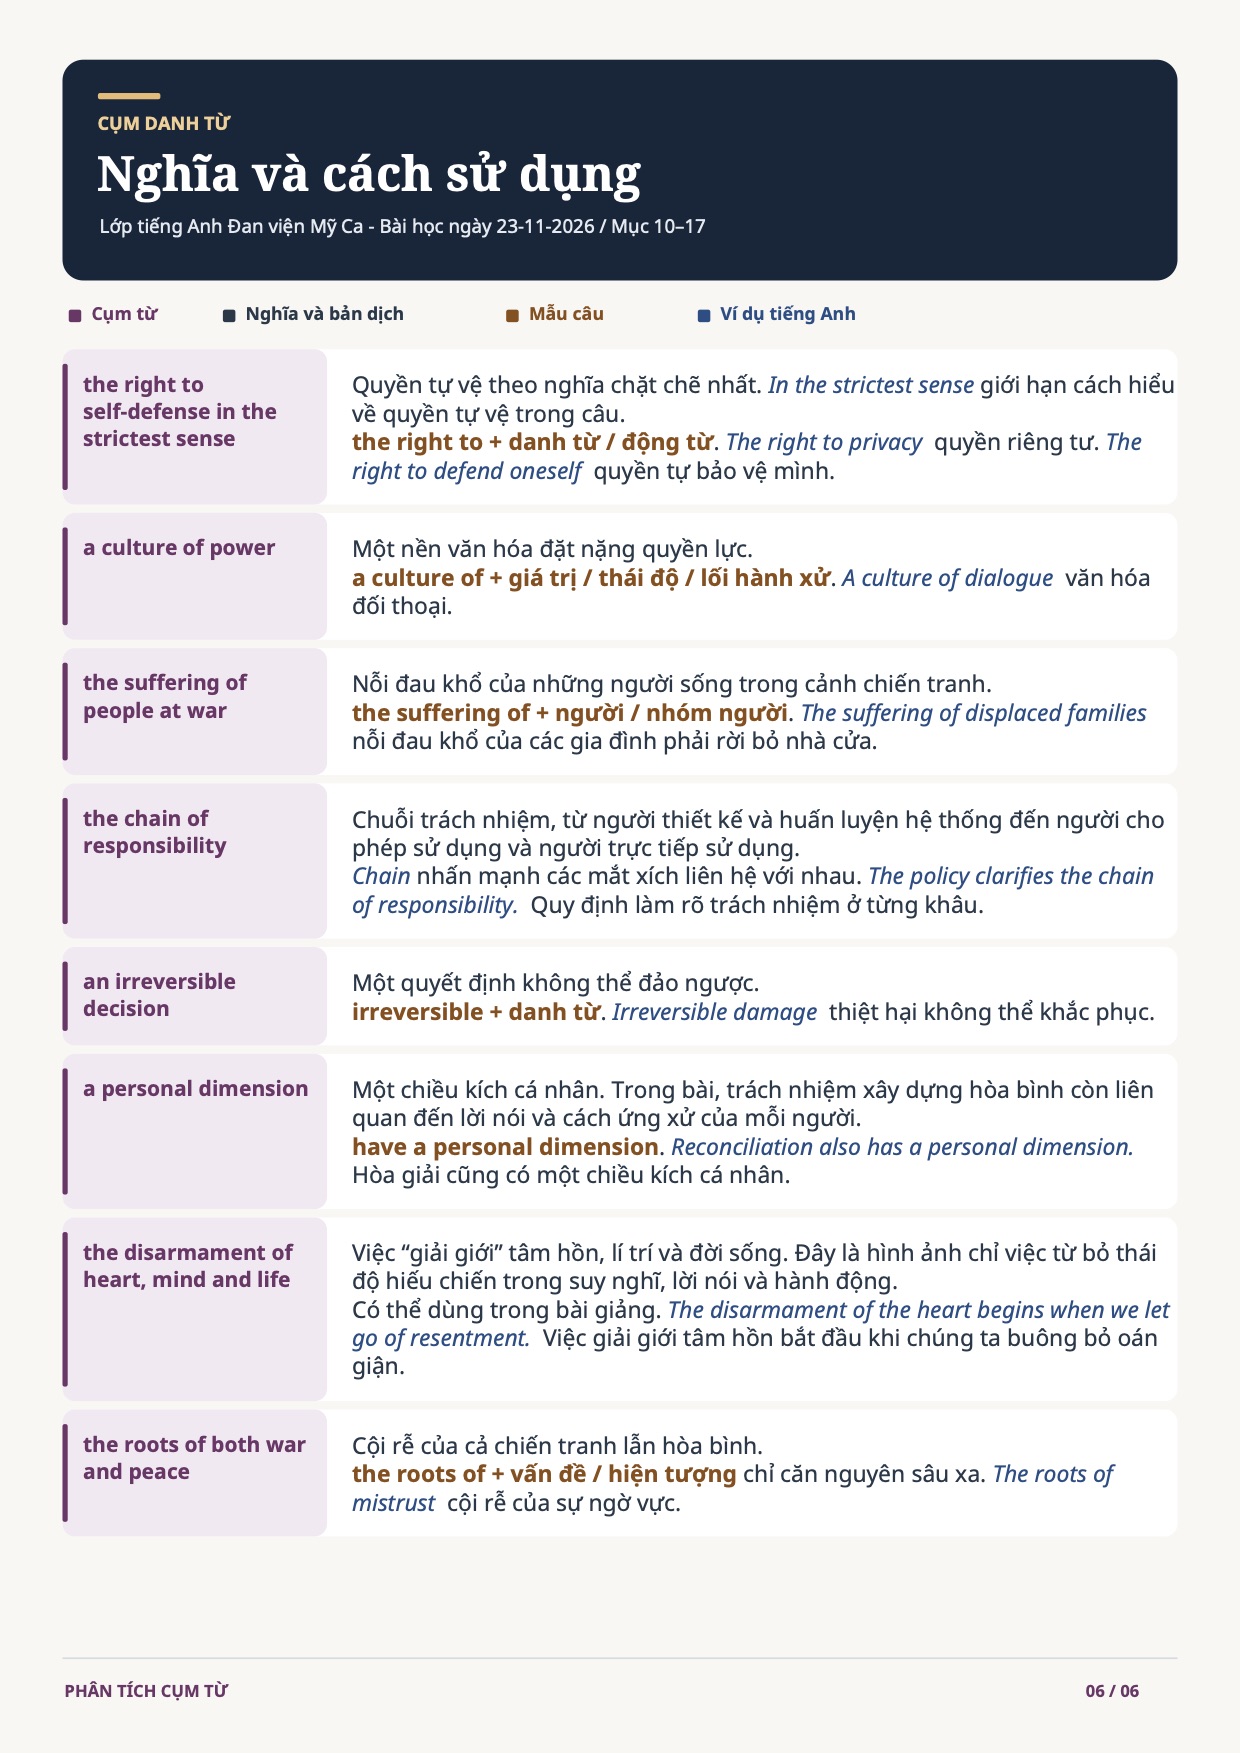 CỤM DANH TỪ
Nghĩa và cách sử dụng
Lớp tiếng Anh Đan viện Mỹ Ca - Bài học ngày 23-11-2026 / Mục 10–17
Cụm từ
Nghĩa và bản dịch
Mẫu câu
Ví dụ tiếng Anh
the right to
self-defense in the
strictest sense
Quyền tự vệ theo nghĩa chặt chẽ nhất. In the strictest sense giới hạn cách hiểu
về quyền tự vệ trong câu.
the right to + danh từ / động từ. The right to privacy quyền riêng tư. The
right to defend oneself quyền tự bảo vệ mình.
a culture of power
Một nền văn hóa đặt nặng quyền lực.
a culture of + giá trị / thái độ / lối hành xử. A culture of dialogue văn hóa
đối thoại.
the suffering of
people at war
Nỗi đau khổ của những người sống trong cảnh chiến tranh.
the suffering of + người / nhóm người. The suffering of displaced families
nỗi đau khổ của các gia đình phải rời bỏ nhà cửa.
the chain of
responsibility
Chuỗi trách nhiệm, từ người thiết kế và huấn luyện hệ thống đến người cho
phép sử dụng và người trực tiếp sử dụng.
Chain nhấn mạnh các mắt xích liên hệ với nhau. The policy clarifies the chain
of responsibility. Quy định làm rõ trách nhiệm ở từng khâu.
an irreversible
decision
Một quyết định không thể đảo ngược.
irreversible + danh từ. Irreversible damage thiệt hại không thể khắc phục.
a personal dimension
Một chiều kích cá nhân. Trong bài, trách nhiệm xây dựng hòa bình còn liên
quan đến lời nói và cách ứng xử của mỗi người.
have a personal dimension. Reconciliation also has a personal dimension.
Hòa giải cũng có một chiều kích cá nhân.
the disarmament of
heart, mind and life
Việc “giải giới” tâm hồn, lí trí và đời sống. Đây là hình ảnh chỉ việc từ bỏ thái
độ hiếu chiến trong suy nghĩ, lời nói và hành động.
Có thể dùng trong bài giảng. The disarmament of the heart begins when we let
go of resentment. Việc giải giới tâm hồn bắt đầu khi chúng ta buông bỏ oán
giận.
the roots of both war
and peace
Cội rễ của cả chiến tranh lẫn hòa bình.
the roots of + vấn đề / hiện tượng chỉ căn nguyên sâu xa. The roots of
mistrust cội rễ của sự ngờ vực.
PHÂN TÍCH CỤM TỪ
06 / 06